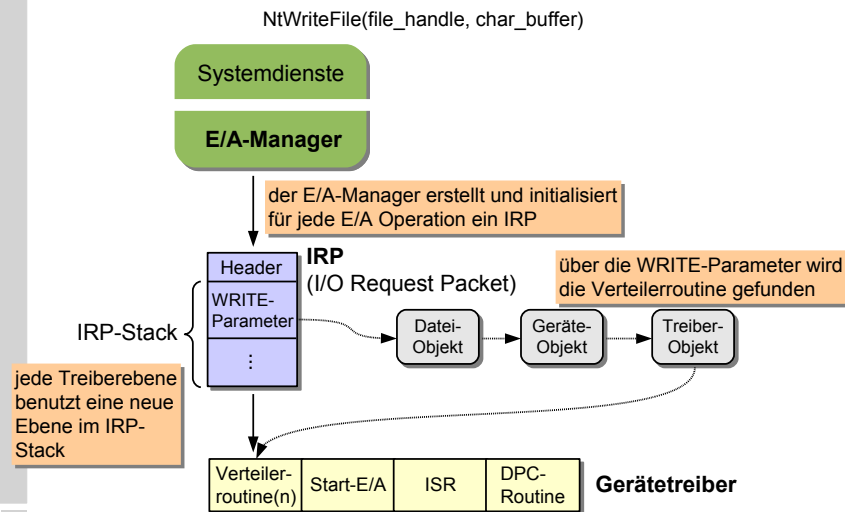 NtWriteFile(file_handle, char_buffer)
Systemdienste
E/A-Manager
der E/A-Manager erstellt und initialisiert
für jede E/A Operation ein IRP
IRP
(I/O Request Packet)
Header
WRITE-
Parameter
⋮
über die WRITE-Parameter wird
die Verteilerroutine gefunden
IRP-Stack
Datei-
Objekt
Geräte-
Objekt
Treiber-
Objekt
jede Treiberebene
benutzt eine neue
Ebene im IRP-
Stack
Verteiler-
routine(n)
Start-E/A
ISR
DPC-
Routine
Gerätetreiber